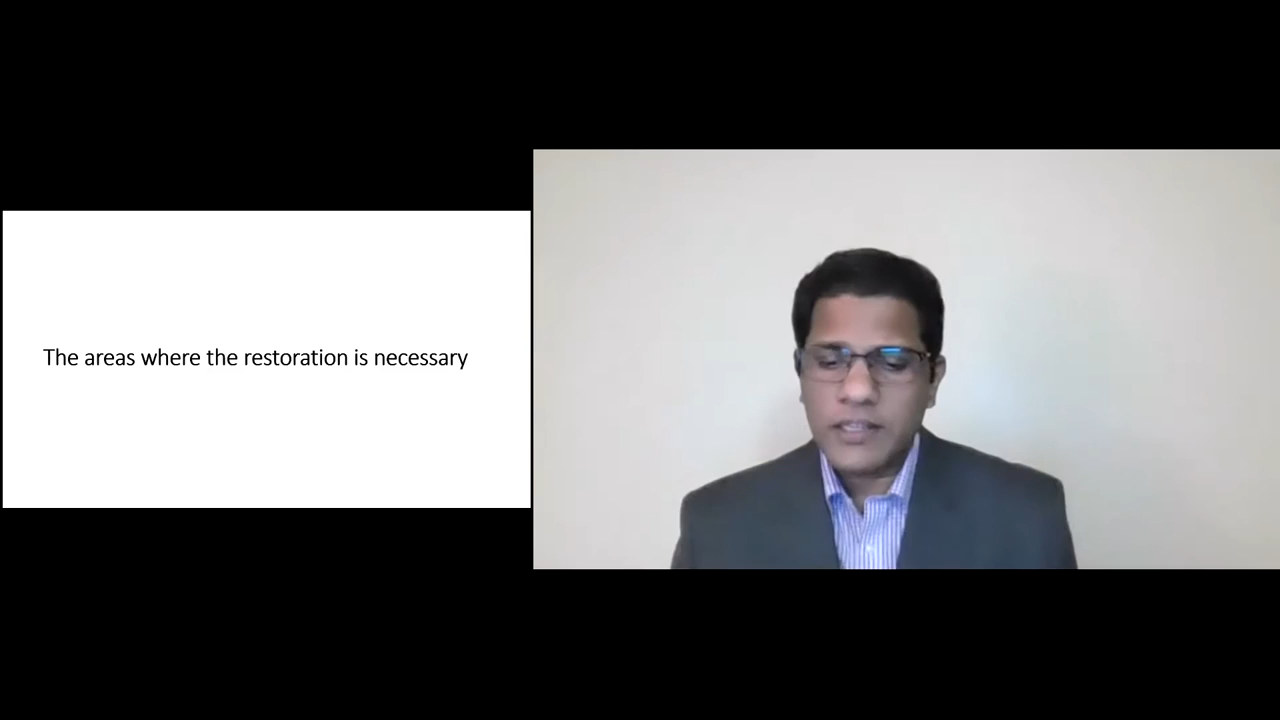 The areas where the restoration is necessary